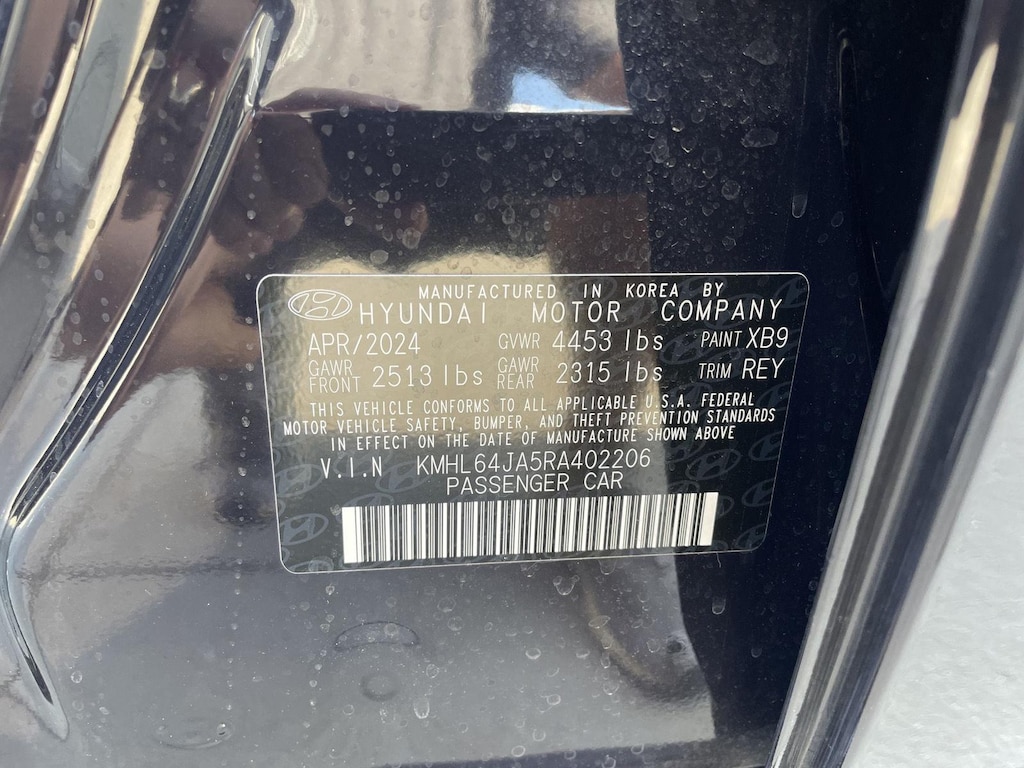 MANUFACTURED IN KOREA BY
HYUNDAI MOTOR COMPANY
APR/2024 GVWR 4453 lbs PAINT XB9
GAWR FRONT 2513 lbs GAWR REAR 2315 lbs TRIM REY
THIS VEHICLE CONFORMS TO ALL APPLICABLE U.S.A. FEDERAL
MOTOR VEHICLE SAFETY, BUMPER, AND THEFT PREVENTION STANDARDS
IN EFFECT ON THE DATE OF MANUFACTURE SHOWN ABOVE
V.I.N KMHL64JA5RA402206
PASSENGER CAR